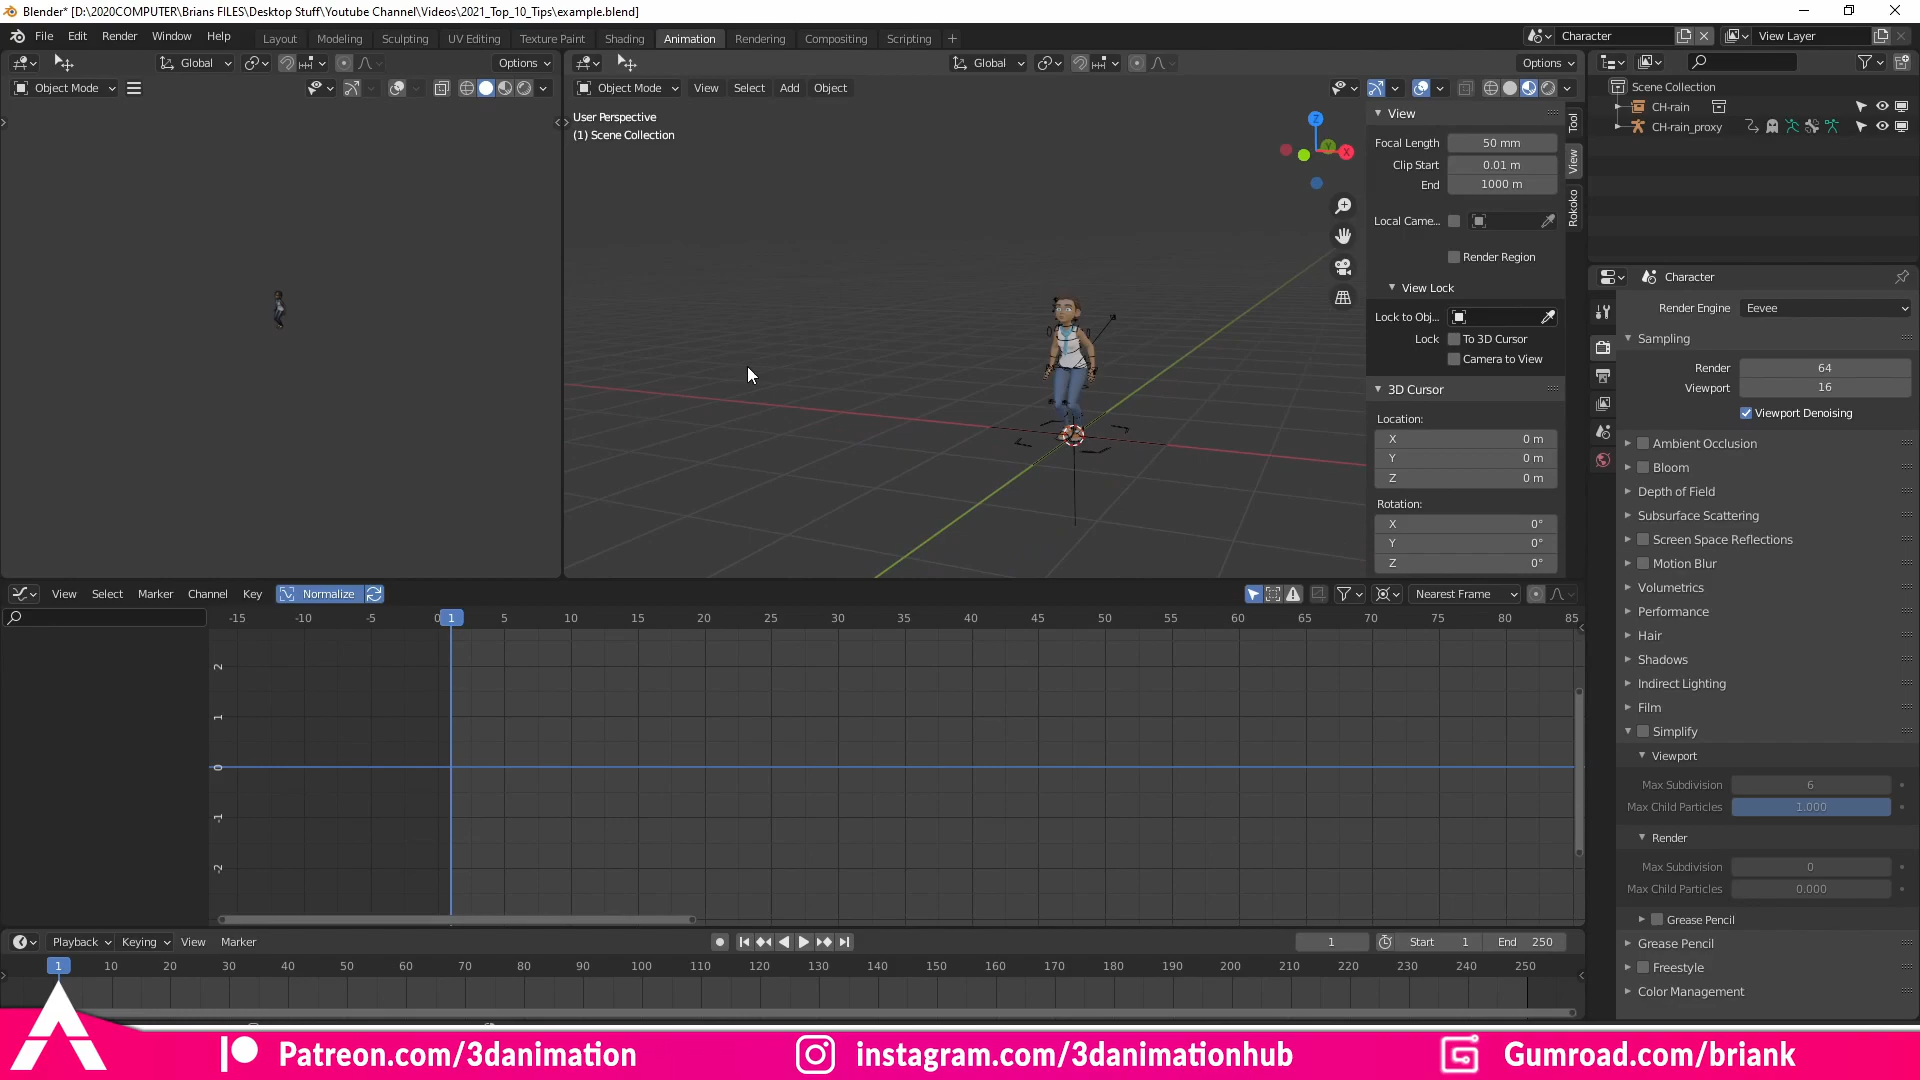 Blender* [D:\2020COMPUTER\Brians FILES\Desktop Stuff\Youtube Channel\Videos\2021_Top_10_Tips\example.blend]
File Edit Render Window Help Layout Modeling Sculpting UV Editing Texture Paint Shading Animation Rendering Compositing Scripting + Character View Layer
Global Options Global Options
Object Mode Object Mode View Select Add Object
User Perspective
(1) Scene Collection
Z
Y
X
View
Focal Length 50 mm
Clip Start 0.01 m
End 1000 m
Local Came...
Render Region
View Lock
Lock to Obj...
Lock To 3D Cursor
Camera to View
3D Cursor
Location:
X 0 m
Y 0 m
Z 0 m
Rotation:
X 0°
Y 0°
Z 0°
Tool
View
Rokoko
Scene Collection
CH-rain
CH-rain_proxy
Character
Render Engine Eevee
Sampling
Render 64
Viewport 16
Viewport Denoising
Ambient Occlusion
Bloom
Depth of Field
Subsurface Scattering
Screen Space Reflections
Motion Blur
Volumetrics
Performance
Hair
Shadows
Indirect Lighting
Film
Simplify
Viewport
Max Subdivision 6
Max Child Particles 1.000
Render
Max Subdivision 0
Max Child Particles 0.000
Grease Pencil
Grease Pencil
Freestyle
Color Management
View Select Marker Channel Key Normalize Nearest Frame
-15 -10 -5 0 1 5 10 15 20 25 30 35 40 45 50 55 60 65 70 75 80 85
2
1
0
-1
-2
Playback Keying View Marker 1 Start 1 End 250
1 10 20 30 40 50 60 70 80 90 100 110 120 130 140 150 160 170 180 190 200 210 220 230 240 250
Patreon.com/3danimation instagram.com/3danimationhub Gumroad.com/briank